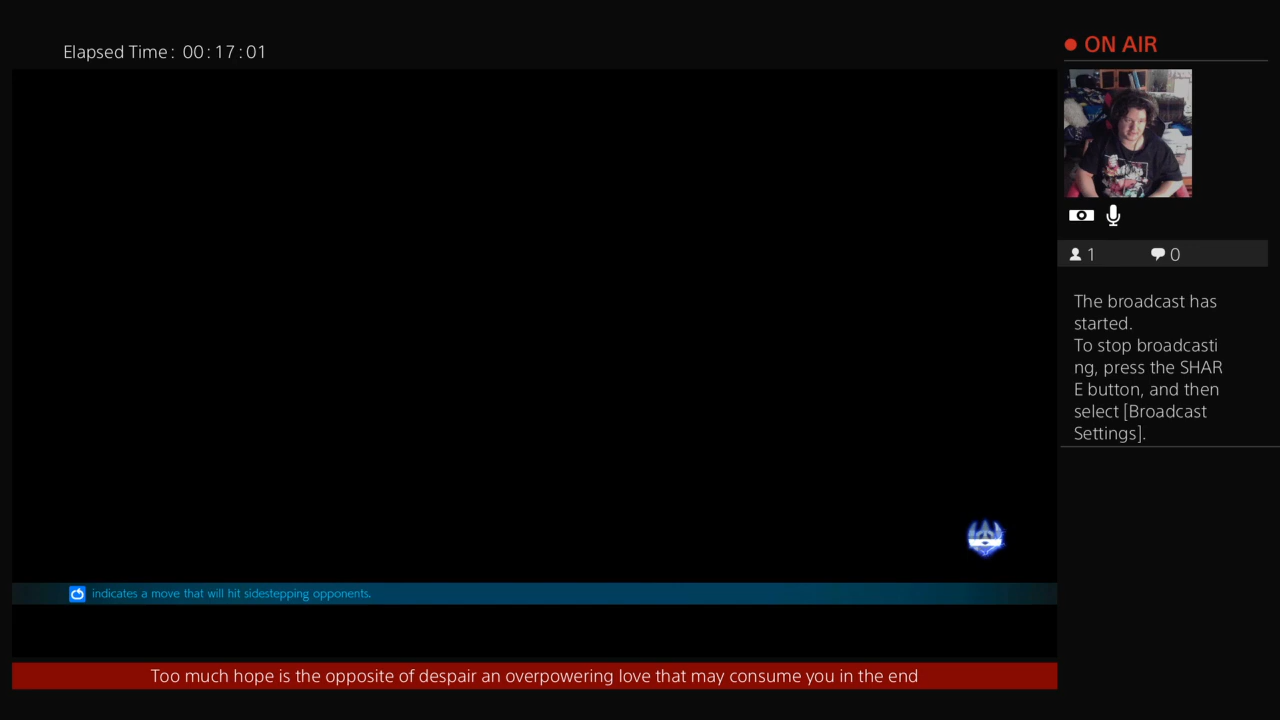 Elapsed Time: 00:17:01
ON AIR
1
0
The broadcast has
started.
To stop broadcasti
ng, press the SHAR
E button, and then
select [Broadcast
Settings].
indicates a move that will hit sidestepping opponents.
Too much hope is the opposite of despair an overpowering love that may consume you in the end